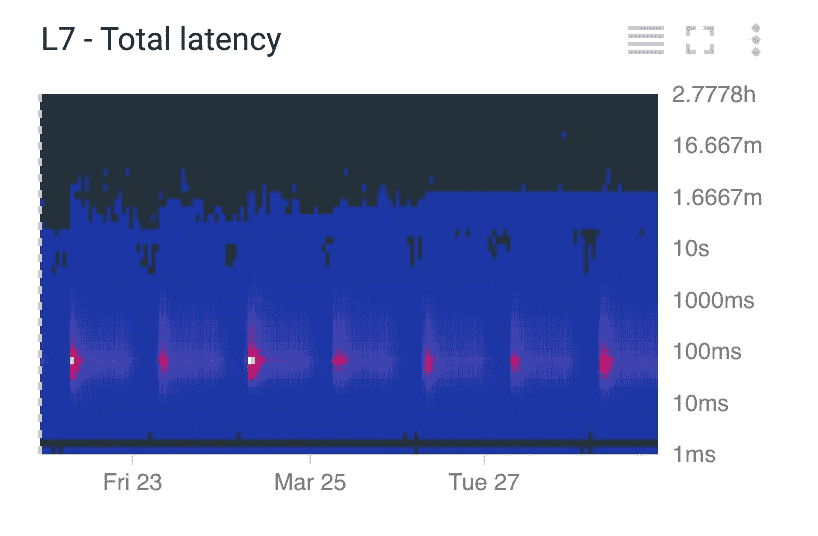 L7 - Total latency
2.7778h
16.667m
1.6667m
10s
1000ms
100ms
10ms
1ms
Fri 23
Mar 25
Tue 27